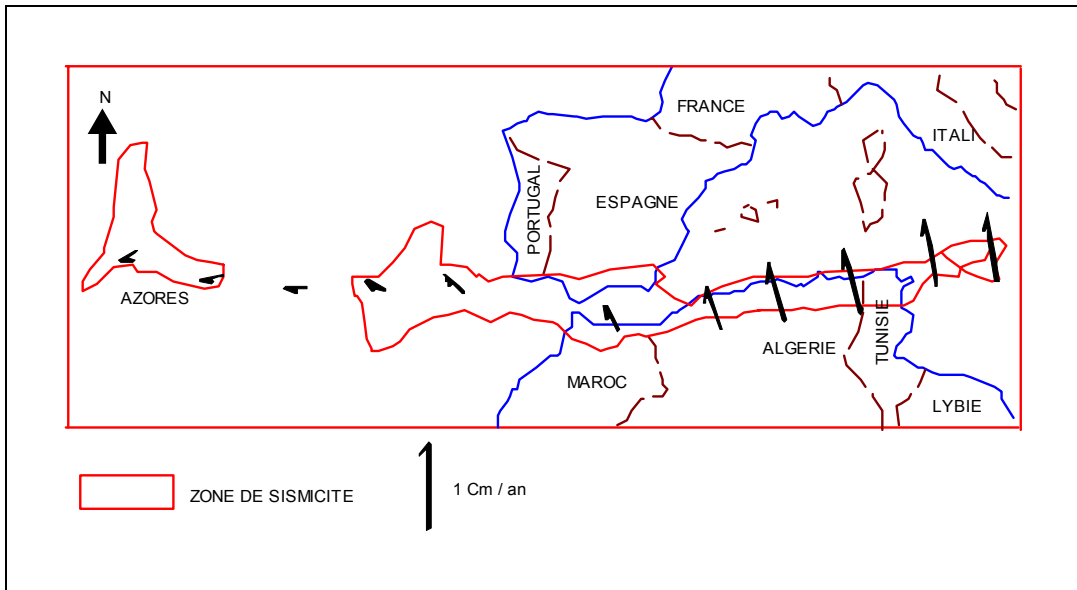 N
FRANCE
ITALI
PORTUGAL
ESPAGNE
AZORES
TUNISIE
ALGERIE
MAROC
LYBIE
1 Cm / an
ZONE DE SISMICITE